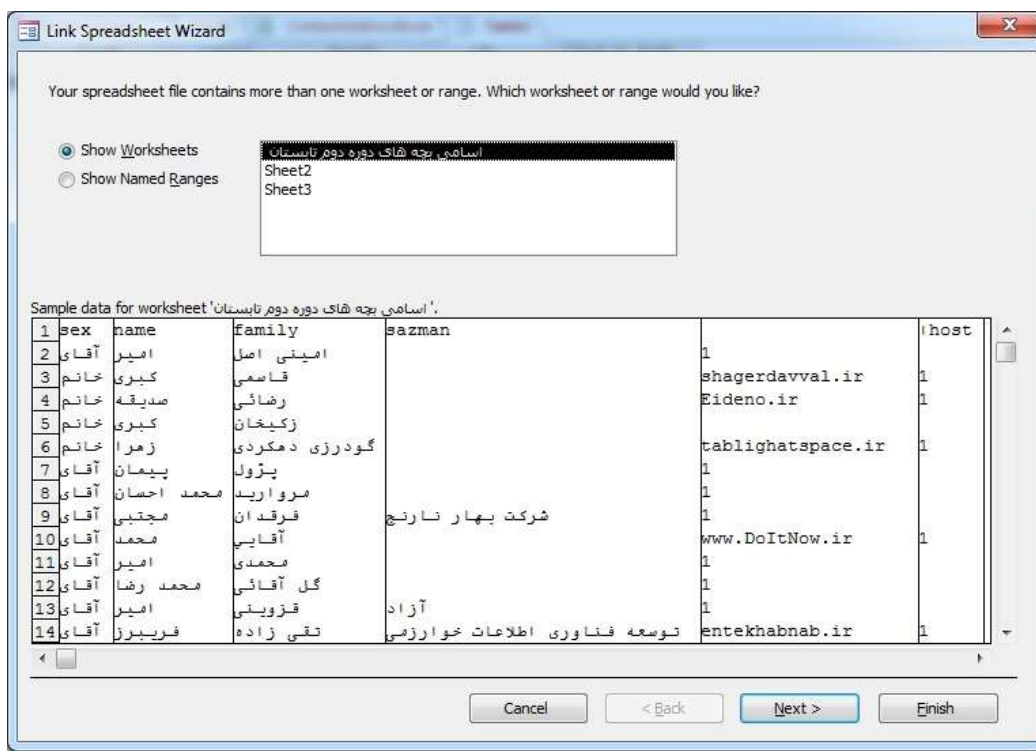 Link Spreadsheet Wizard
Your spreadsheet file contains more than one worksheet or range. Which worksheet or range would you like?
Show Worksheets
Show Named Ranges
اسامی بچه های دوره دوم تابستان
Sheet2
Sheet3
Sample data for worksheet 'اسامی بچه های دوره دوم تابستان '.
1 sex name family sazman host
2 آقای امیر امینی اصل 1
3 خانم کبری قاسمی shagerdavval.ir 1
4 خانم صدیقه رضائی Eideno.ir 1
5 خانم کبری زکیخان
6 خانم زهرا گودرزی دهکردی tablighatspace.ir 1
7 آقای پیمان پژول 1
8 آقای محمد احسان مروارید 1
9 آقای مجتبی فرقدان شرکت بهار نارنج 1
10 آقای محمد آقایی www.DoItNow.ir 1
11 آقای امیر محمدی 1
12 آقای محمد رضا گل آقائی 1
13 آقای امیر قزوینی آزاد 1
14 آقای فریبرز تقی زاده توسعه فناوری اطلاعات خوارزمی entekhabnab.ir 1
Cancel < Back Next > Finish